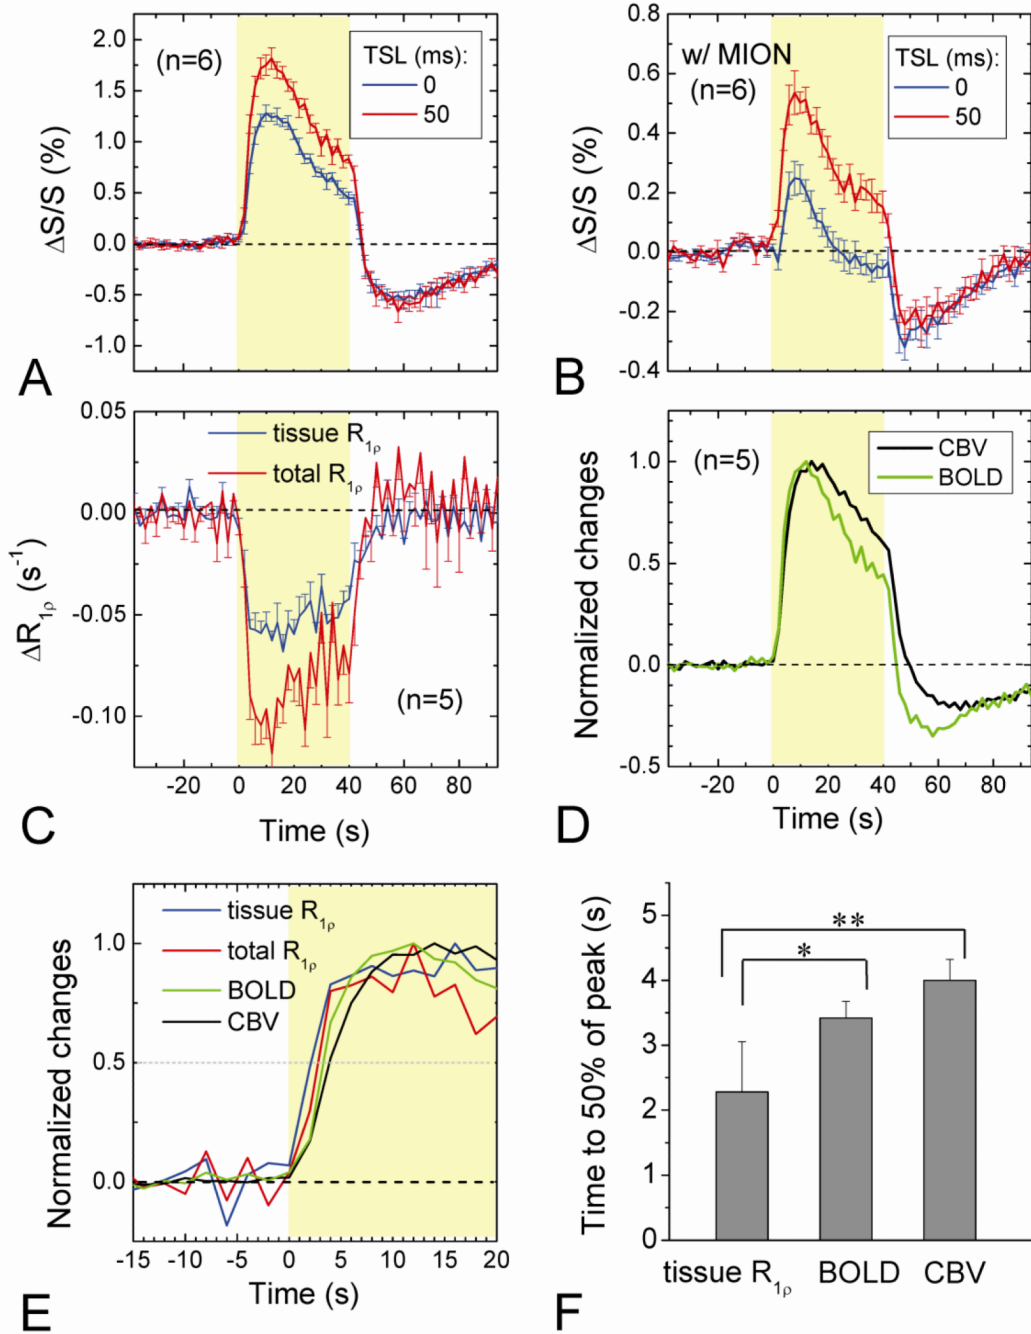 (n=6)
TSL (ms):
0
50
2.0
1.5
1.0
0.5
0.0
-0.5
-1.0
ΔS/S (%)
A
w/ MION
(n=6)
TSL (ms):
0
50
0.8
0.6
0.4
0.2
0.0
-0.2
-0.4
ΔS/S (%)
B
tissue R1ρ
total R1ρ
(n=5)
0.05
0.00
-0.05
-0.10
ΔR1ρ (s-1)
-20 0 20 40 60 80
Time (s)
C
(n=5)
CBV
BOLD
1.0
0.5
0.0
-0.5
Normalized changes
-20 0 20 40 60 80
Time (s)
D
tissue R1ρ
total R1ρ
BOLD
CBV
1.0
0.5
0.0
Normalized changes
-15 -10 -5 0 5 10 15 20
Time (s)
E
**
*
5
4
3
2
1
0
Time to 50% of peak (s)
tissue R1ρ BOLD CBV
F